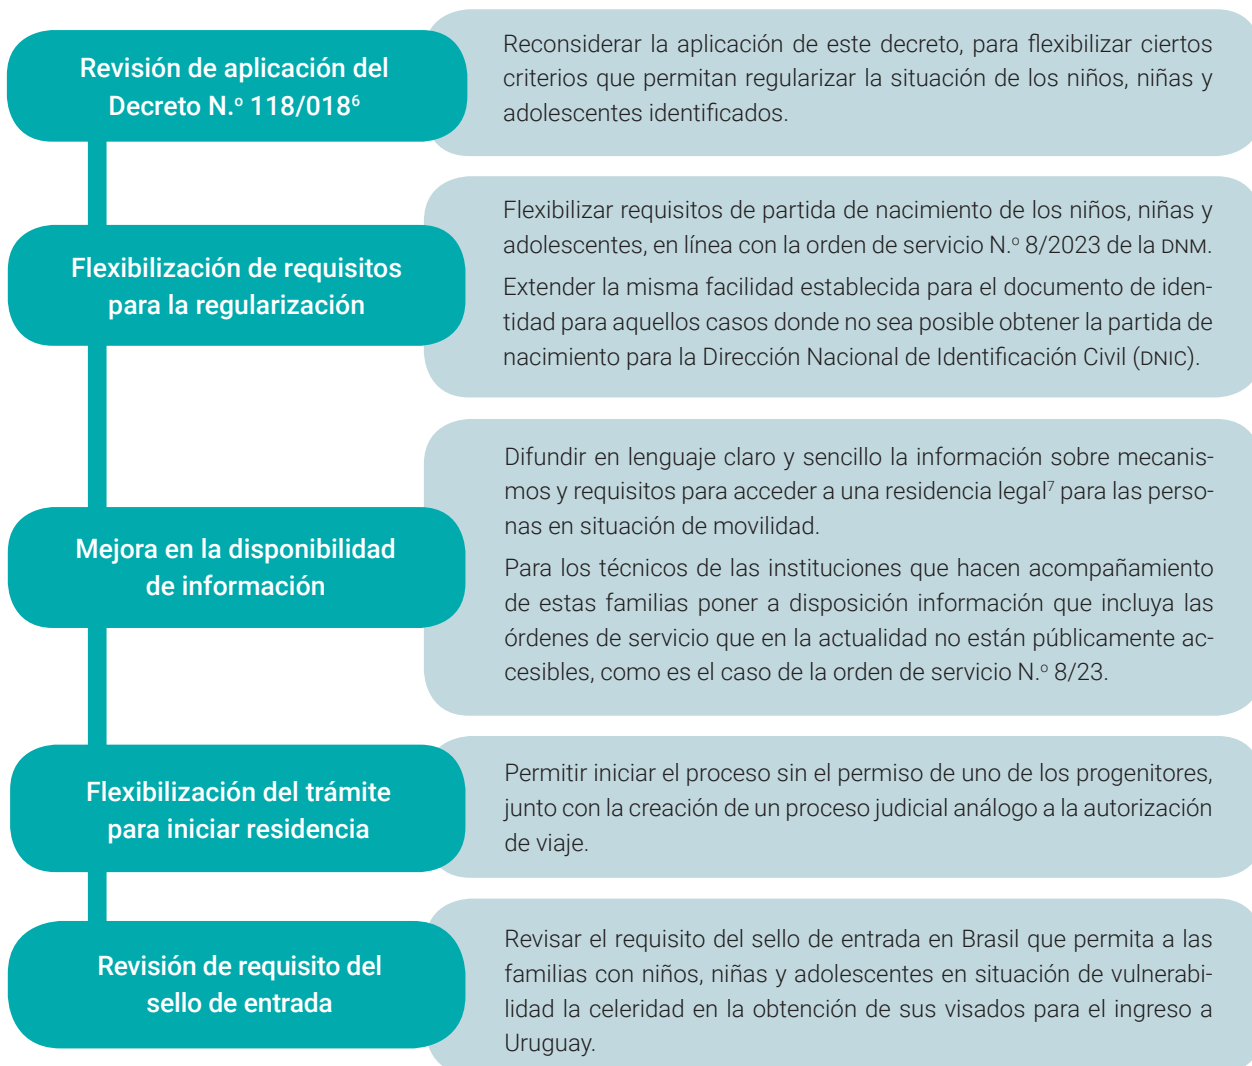 Revisión de aplicación del
Decreto N.º 118/018⁶
Reconsiderar la aplicación de este decreto, para flexibilizar ciertos
criterios que permitan regularizar la situación de los niños, niñas y
adolescentes identificados.
Flexibilización de requisitos
para la regularización
Flexibilizar requisitos de partida de nacimiento de los niños, niñas y
adolescentes, en línea con la orden de servicio N.º 8/2023 de la DNM.
Extender la misma facilidad establecida para el documento de iden-
tidad para aquellos casos donde no sea posible obtener la partida de
nacimiento para la Dirección Nacional de Identificación Civil (DNIC).
Mejora en la disponibilidad
de información
Difundir en lenguaje claro y sencillo la información sobre mecanis-
mos y requisitos para acceder a una residencia legal⁷ para las perso-
nas en situación de movilidad.
Para los técnicos de las instituciones que hacen acompañamiento
de estas familias poner a disposición información que incluya las
órdenes de servicio que en la actualidad no están públicamente ac-
cesibles, como es el caso de la orden de servicio N.º 8/23.
Flexibilización del trámite
para iniciar residencia
Permitir iniciar el proceso sin el permiso de uno de los progenitores,
junto con la creación de un proceso judicial análogo a la autorización
de viaje.
Revisión de requisito del
sello de entrada
Revisar el requisito del sello de entrada en Brasil que permita a las
familias con niños, niñas y adolescentes en situación de vulnerabi-
lidad la celeridad en la obtención de sus visados para el ingreso a
Uruguay.